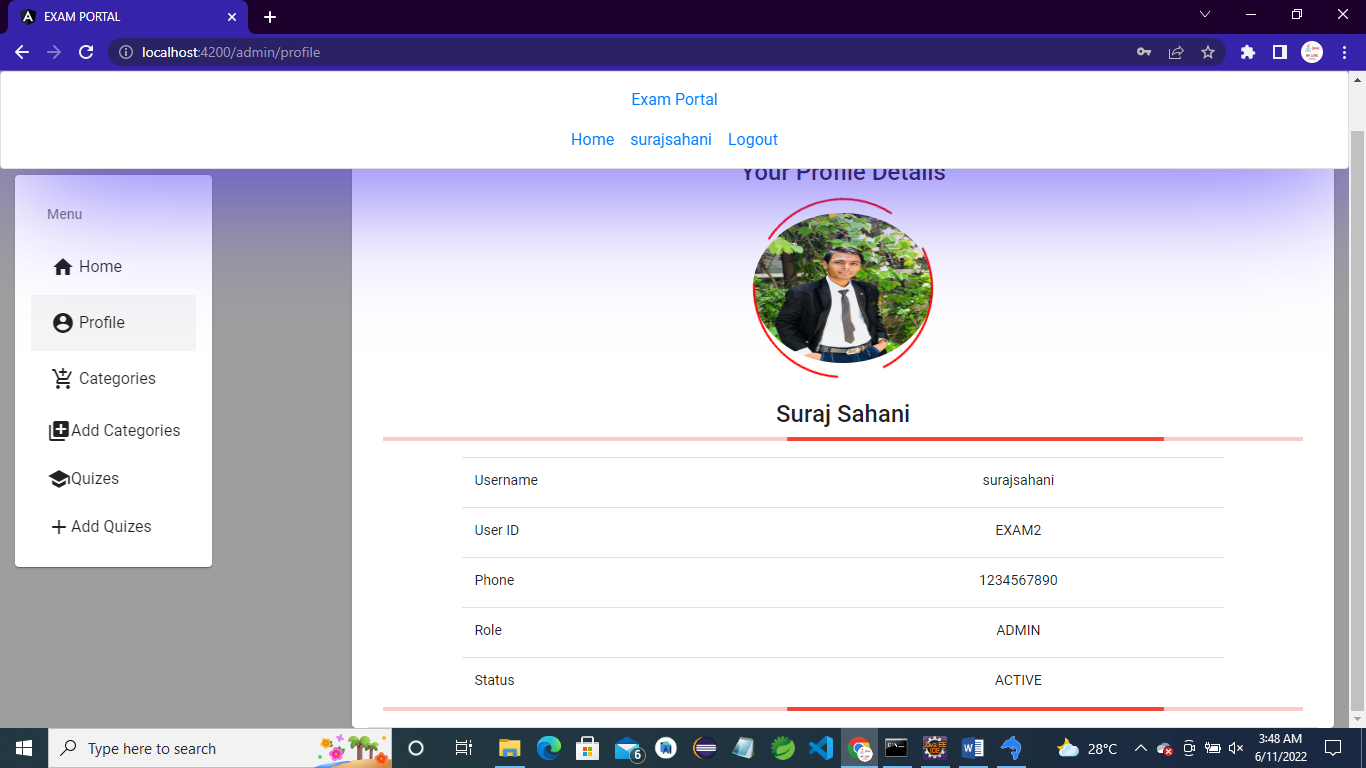 EXAM PORTAL
localhost:4200/admin/profile
Exam Portal
Home surajsahani Logout
Your Profile Details
Menu
Home
Profile
Categories
Add Categories
Quizes
Add Quizes
Suraj Sahani
Username surajsahani
User ID EXAM2
Phone 1234567890
Role ADMIN
Status ACTIVE
Type here to search
6
28°C
3:48 AM
6/11/2022